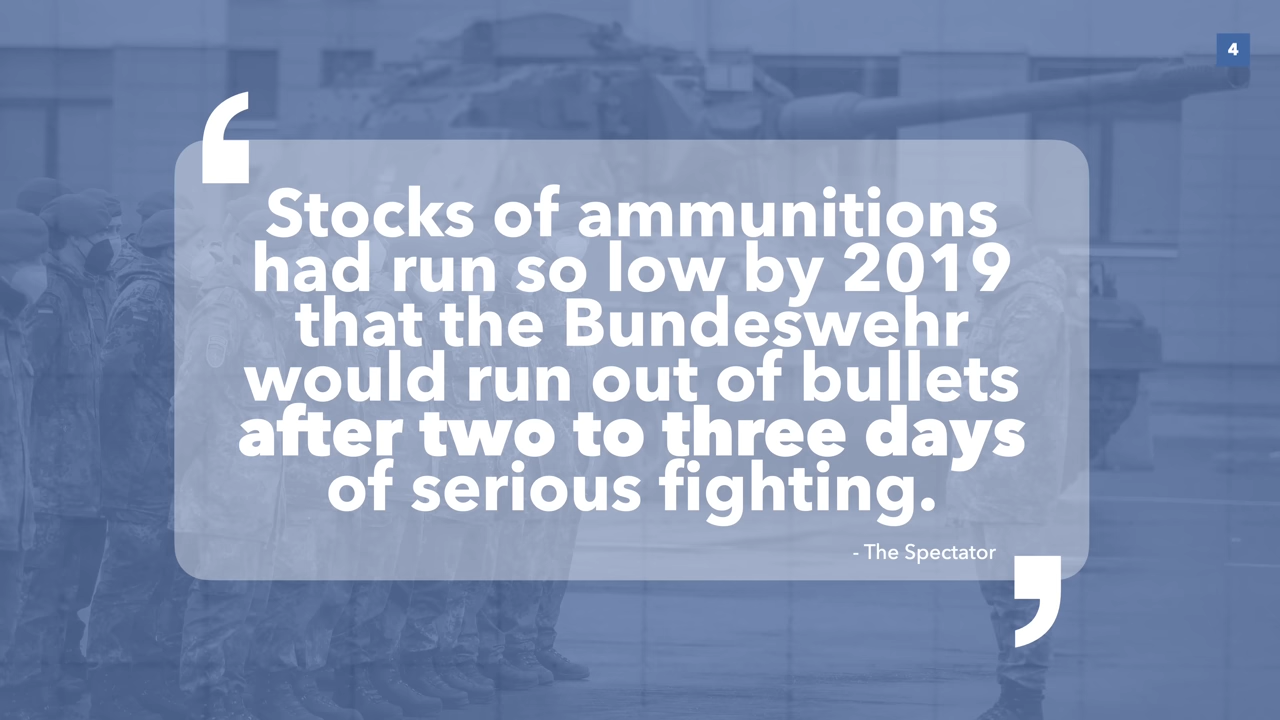 4
‘
Stocks of ammunitions
had run so low by 2019
that the Bundeswehr
would run out of bullets
after two to three days
of serious fighting.
- The Spectator
’